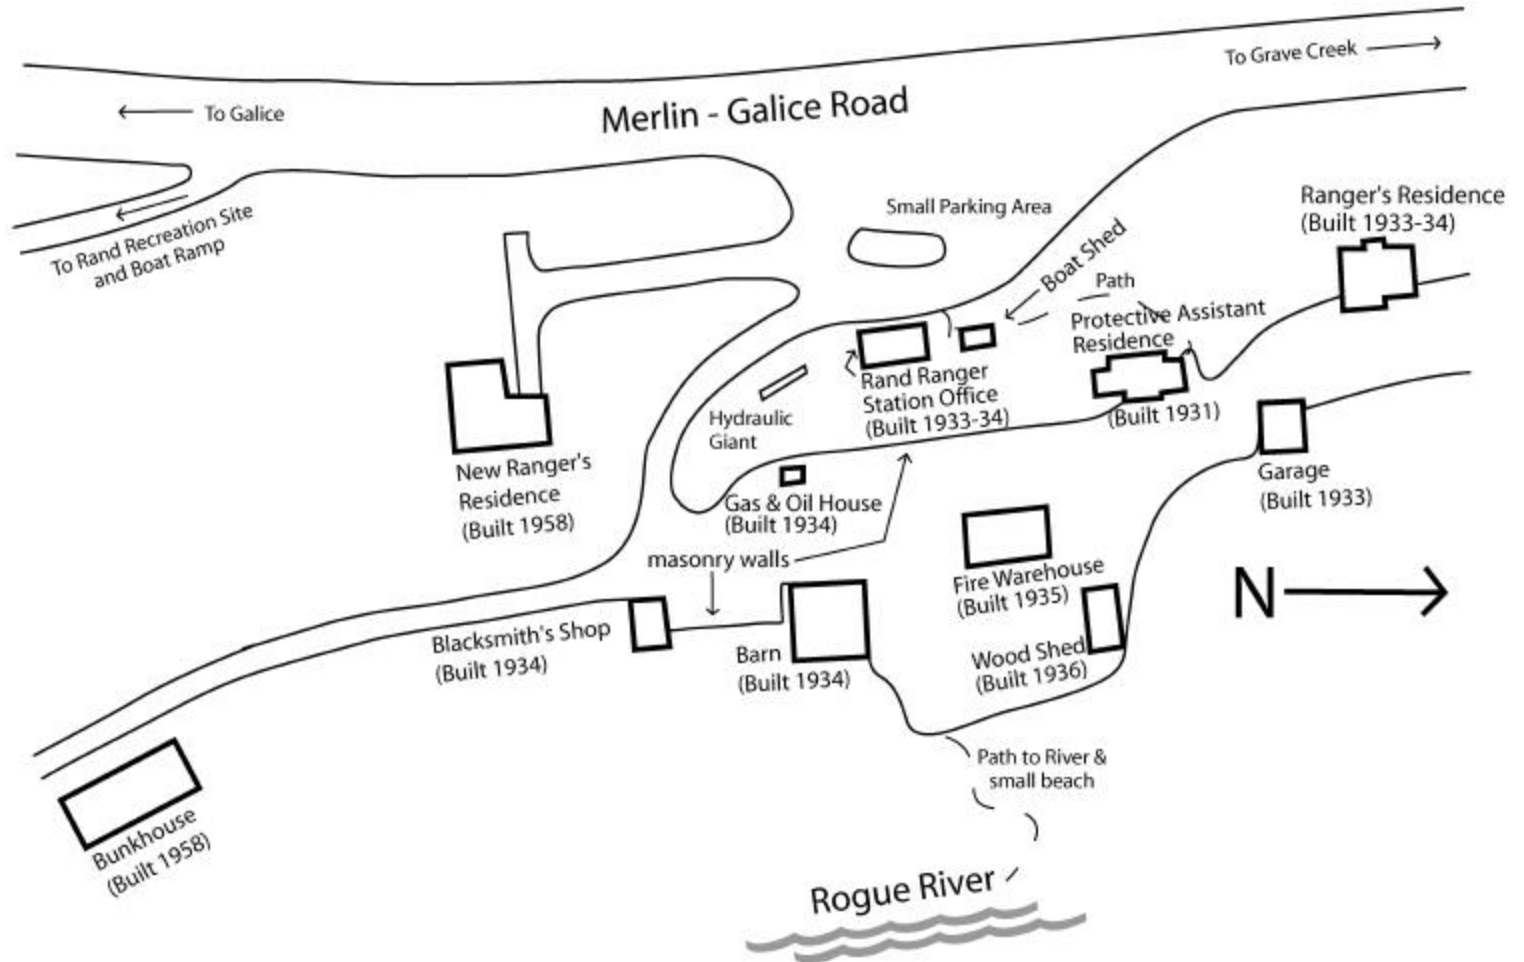 To Grave Creek
Merlin - Galice Road
To Galice
Ranger's Residence
(Built 1933-34)
Small Parking Area
To Rand Recreation Site
and Boat Ramp
Boat Shed
Path
Protective Assistant
Residence
(Built 1931)
Rand Ranger
Station Office
(Built 1933-34)
Hydraulic
Giant
New Ranger's
Residence
(Built 1958)
Garage
(Built 1933)
Gas & Oil House
(Built 1934)
masonry walls
Fire Warehouse
(Built 1935)
N
Blacksmith's Shop
(Built 1934)
Barn
(Built 1934)
Wood Shed
(Built 1936)
Path to River &
small beach
Bunkhouse
(Built 1958)
Rogue River